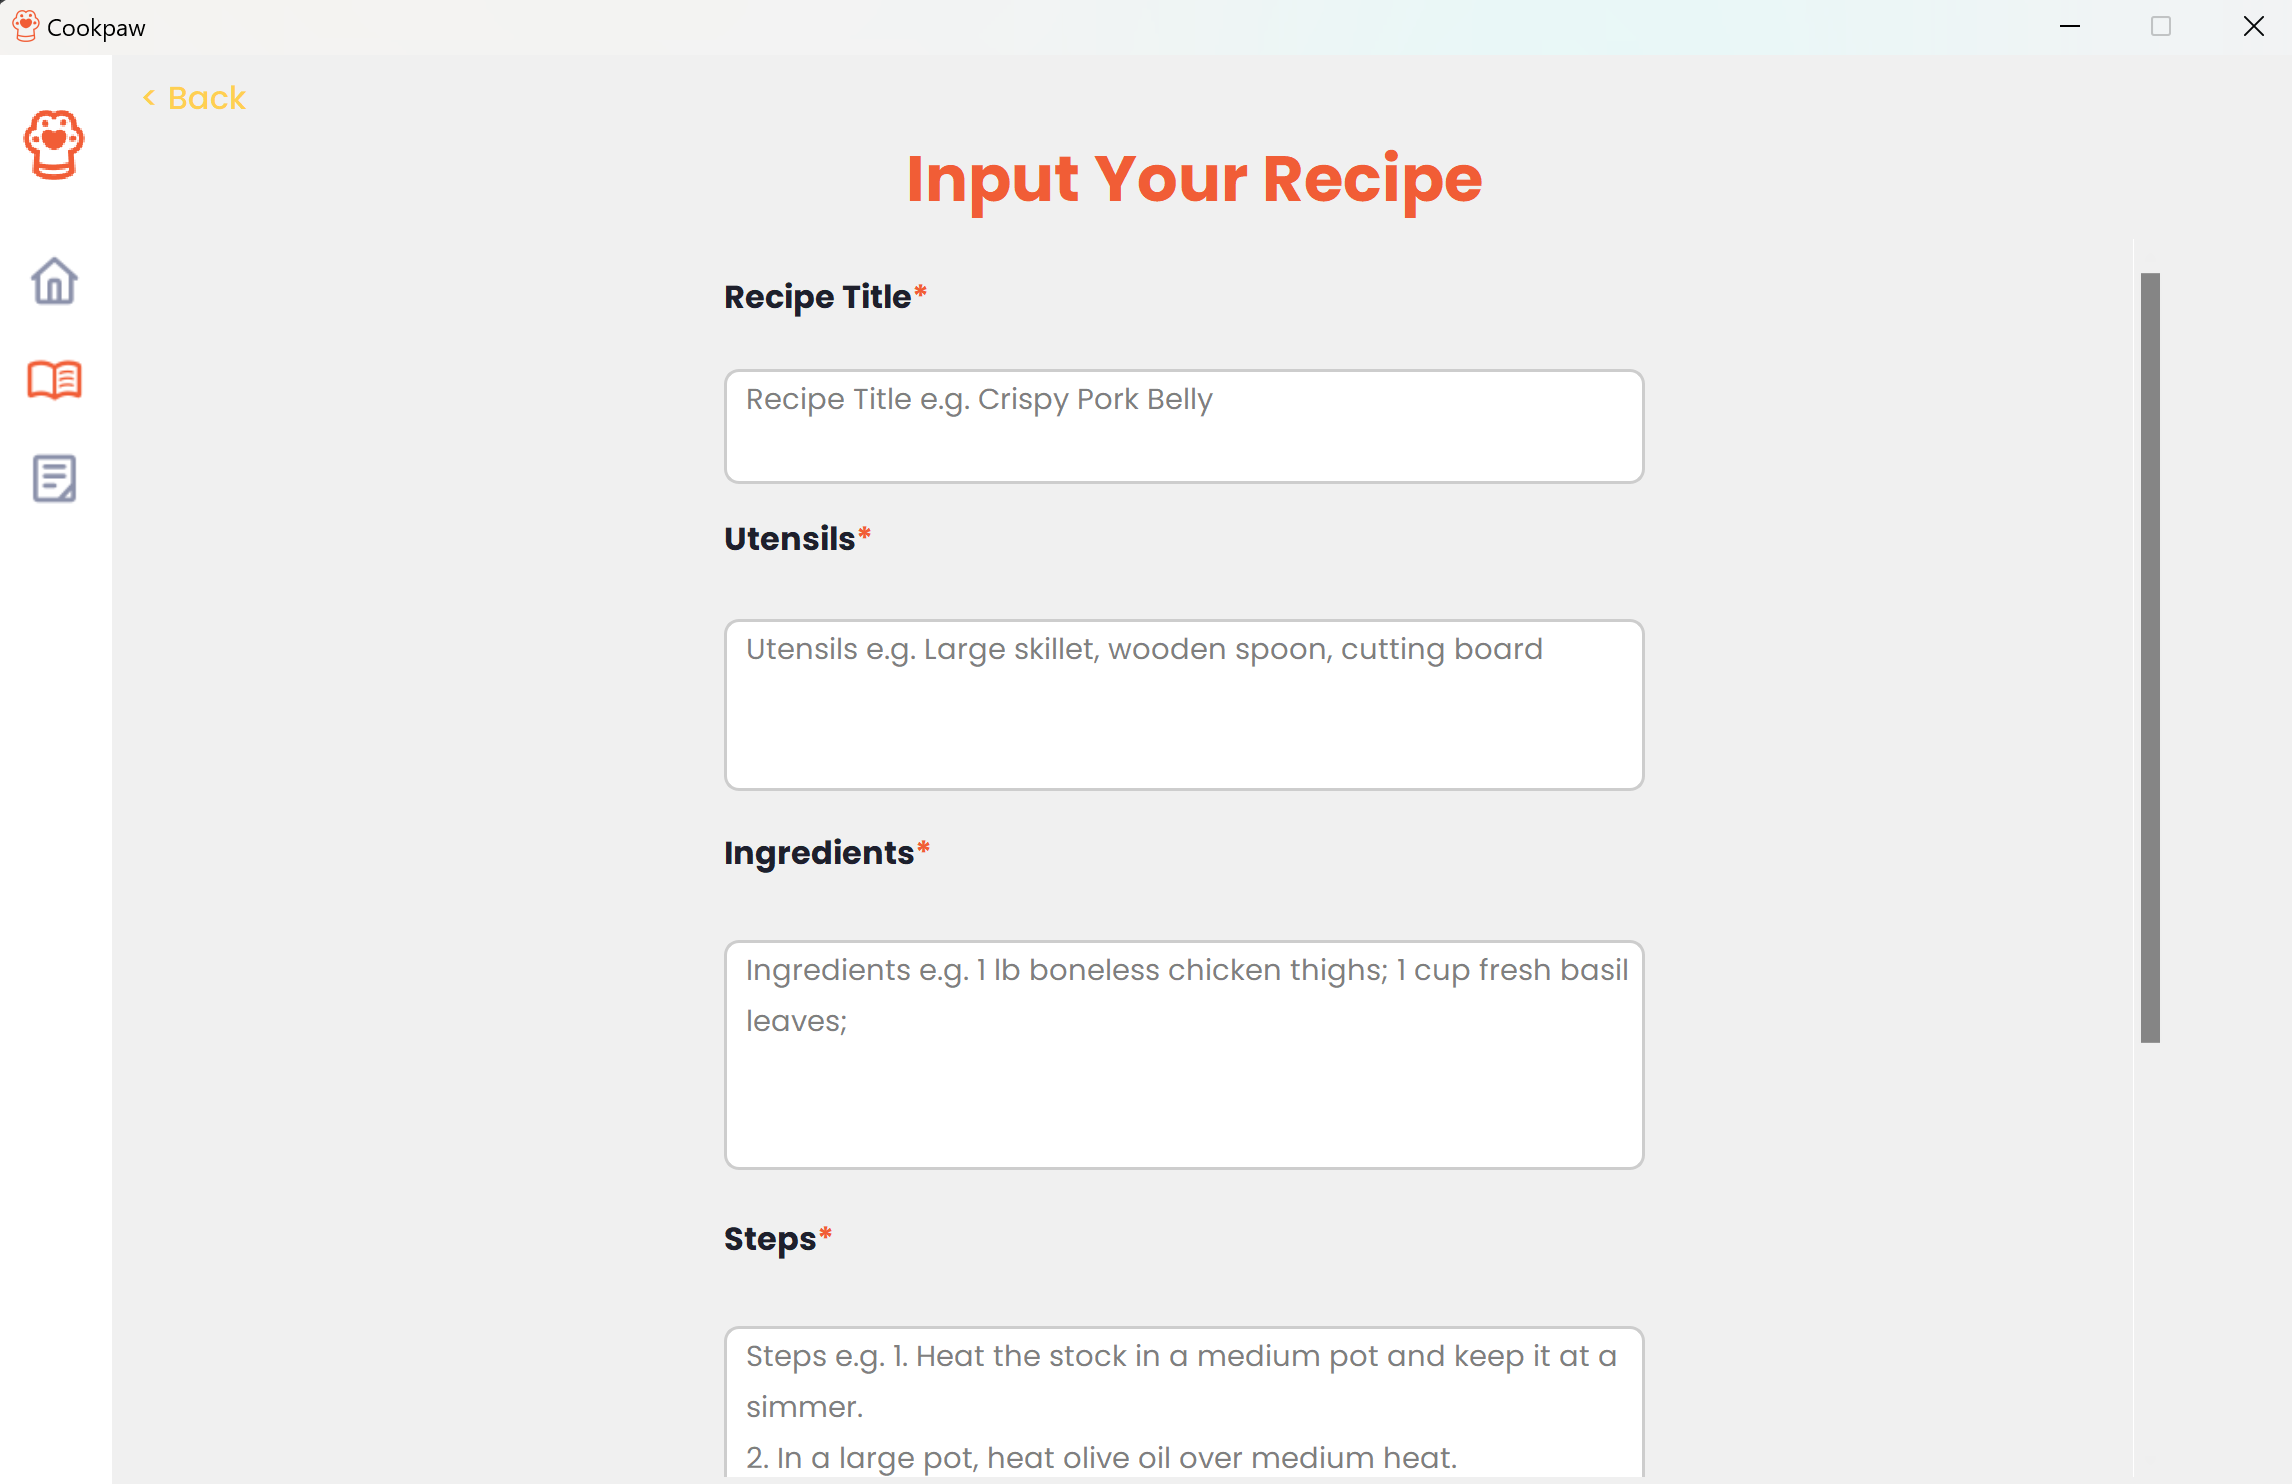 Cookpaw
< Back
Input Your Recipe
Recipe Title*
Recipe Title e.g. Crispy Pork Belly
Utensils*
Utensils e.g. Large skillet, wooden spoon, cutting board
Ingredients*
Ingredients e.g. 1 lb boneless chicken thighs; 1 cup fresh basil
leaves;
Steps*
Steps e.g. 1. Heat the stock in a medium pot and keep it at a
simmer.
2. In a large pot, heat olive oil over medium heat.